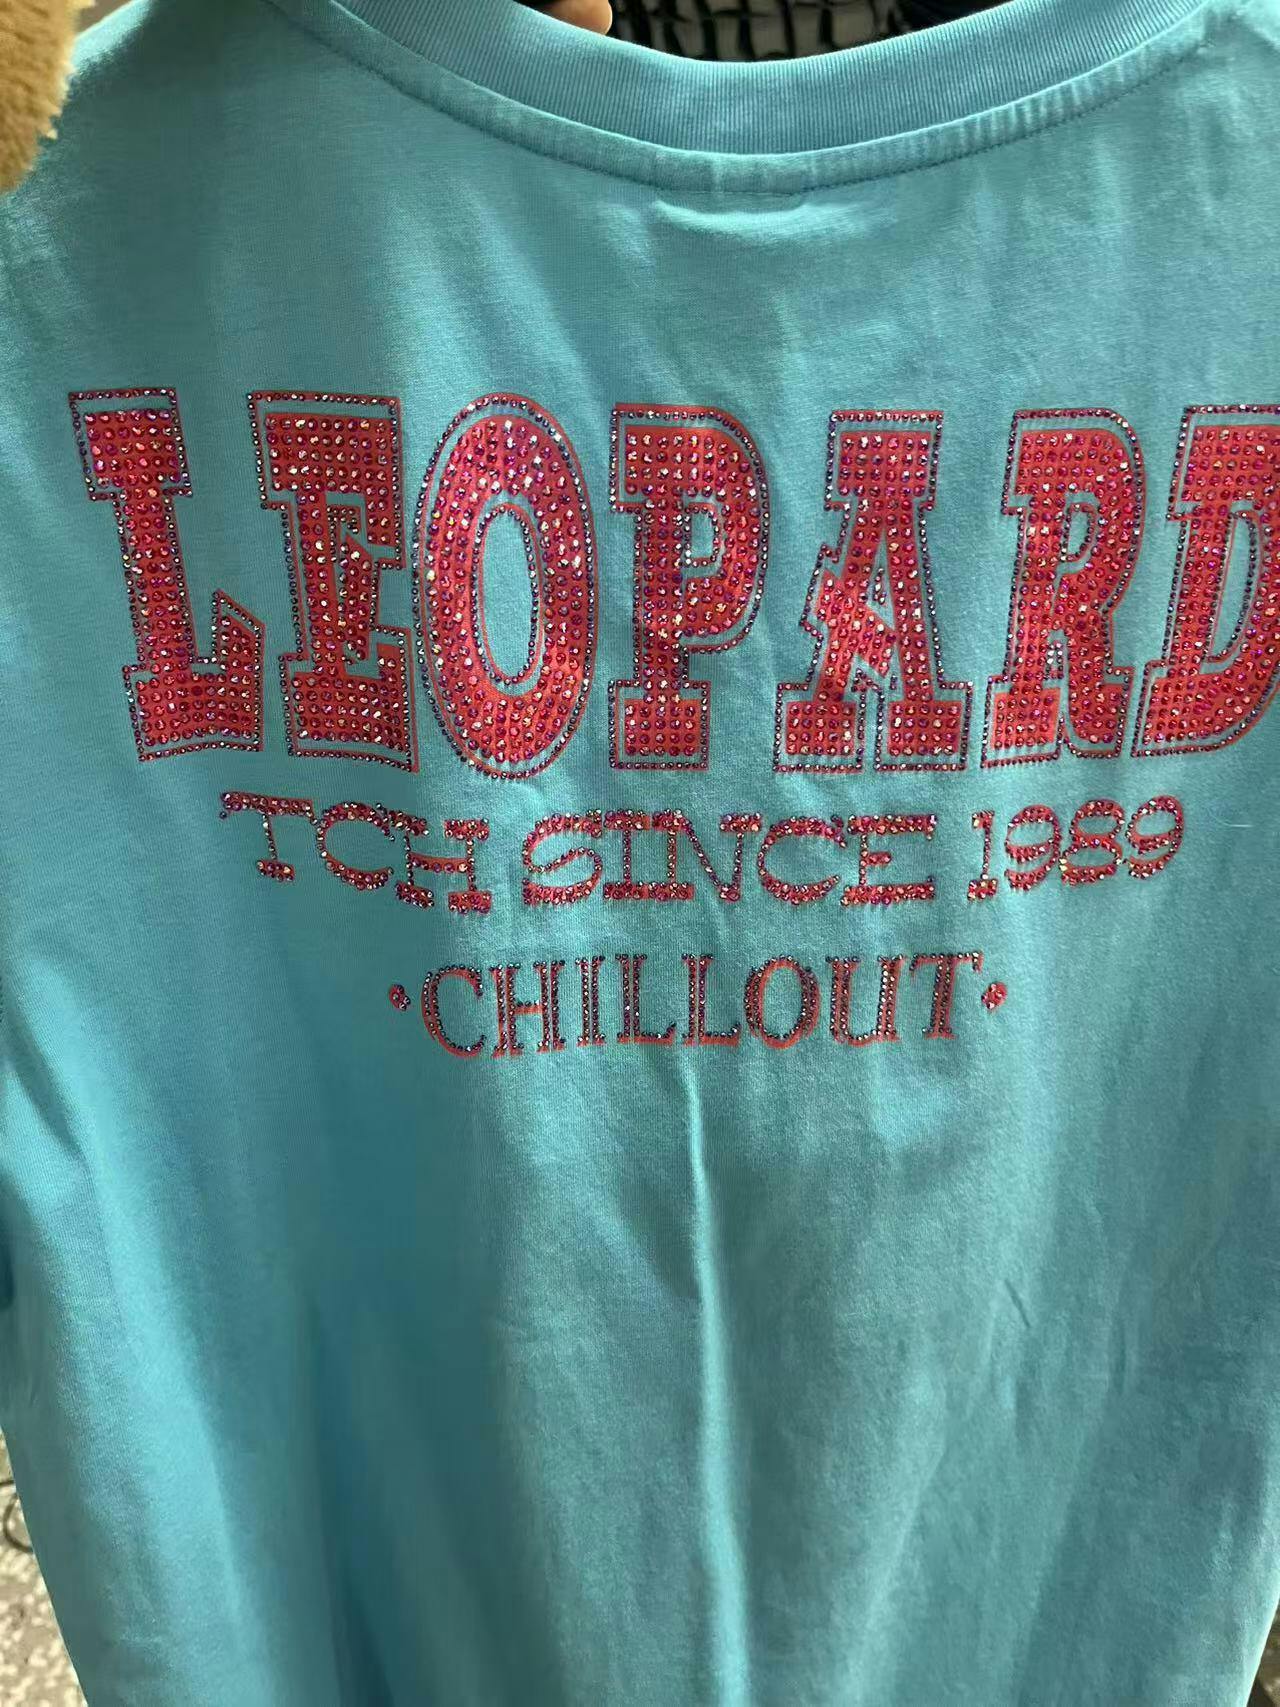 LEOPARD
TCH SINCE 1989
·CHILLOUT·